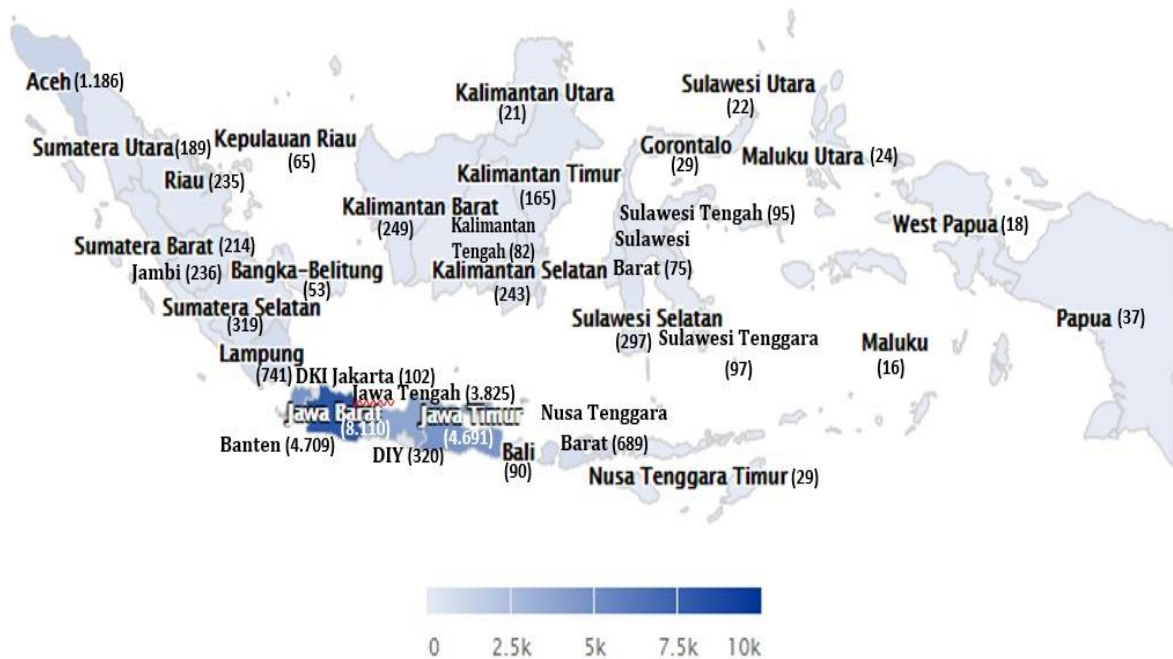 Aceh (1.186)
Kalimantan Utara
(21)
Sulawesi Utara
(22)
Sumatera Utara(189)
Kepulauan Riau
(65)
Gorontalo
(29)
Maluku Utara (24)
Riau (235)
Kalimantan Timur
(165)
Kalimantan Barat
(249)
Kalimantan
Tengah (82)
Sulawesi Tengah (95)
West Papua (18)
Sumatera Barat (214)
Sulawesi
Barat (75)
Jambi (236)
Bangka-Belitung
(53)
Kalimantan Selatan
(243)
Sumatera Selatan
(319)
Sulawesi Selatan
(297)
Sulawesi Tenggara
(97)
Maluku
(16)
Papua (37)
Lampung
(741)
DKI Jakarta (102)
Jawa Tengah (3.825)
Jawa Barat
(8.110)
Jawa Timur
(4.691)
Nusa Tenggara
Barat (689)
Banten (4.709)
DIY (320)
Bali
(90)
Nusa Tenggara Timur (29)
0 2.5k 5k 7.5k 10k